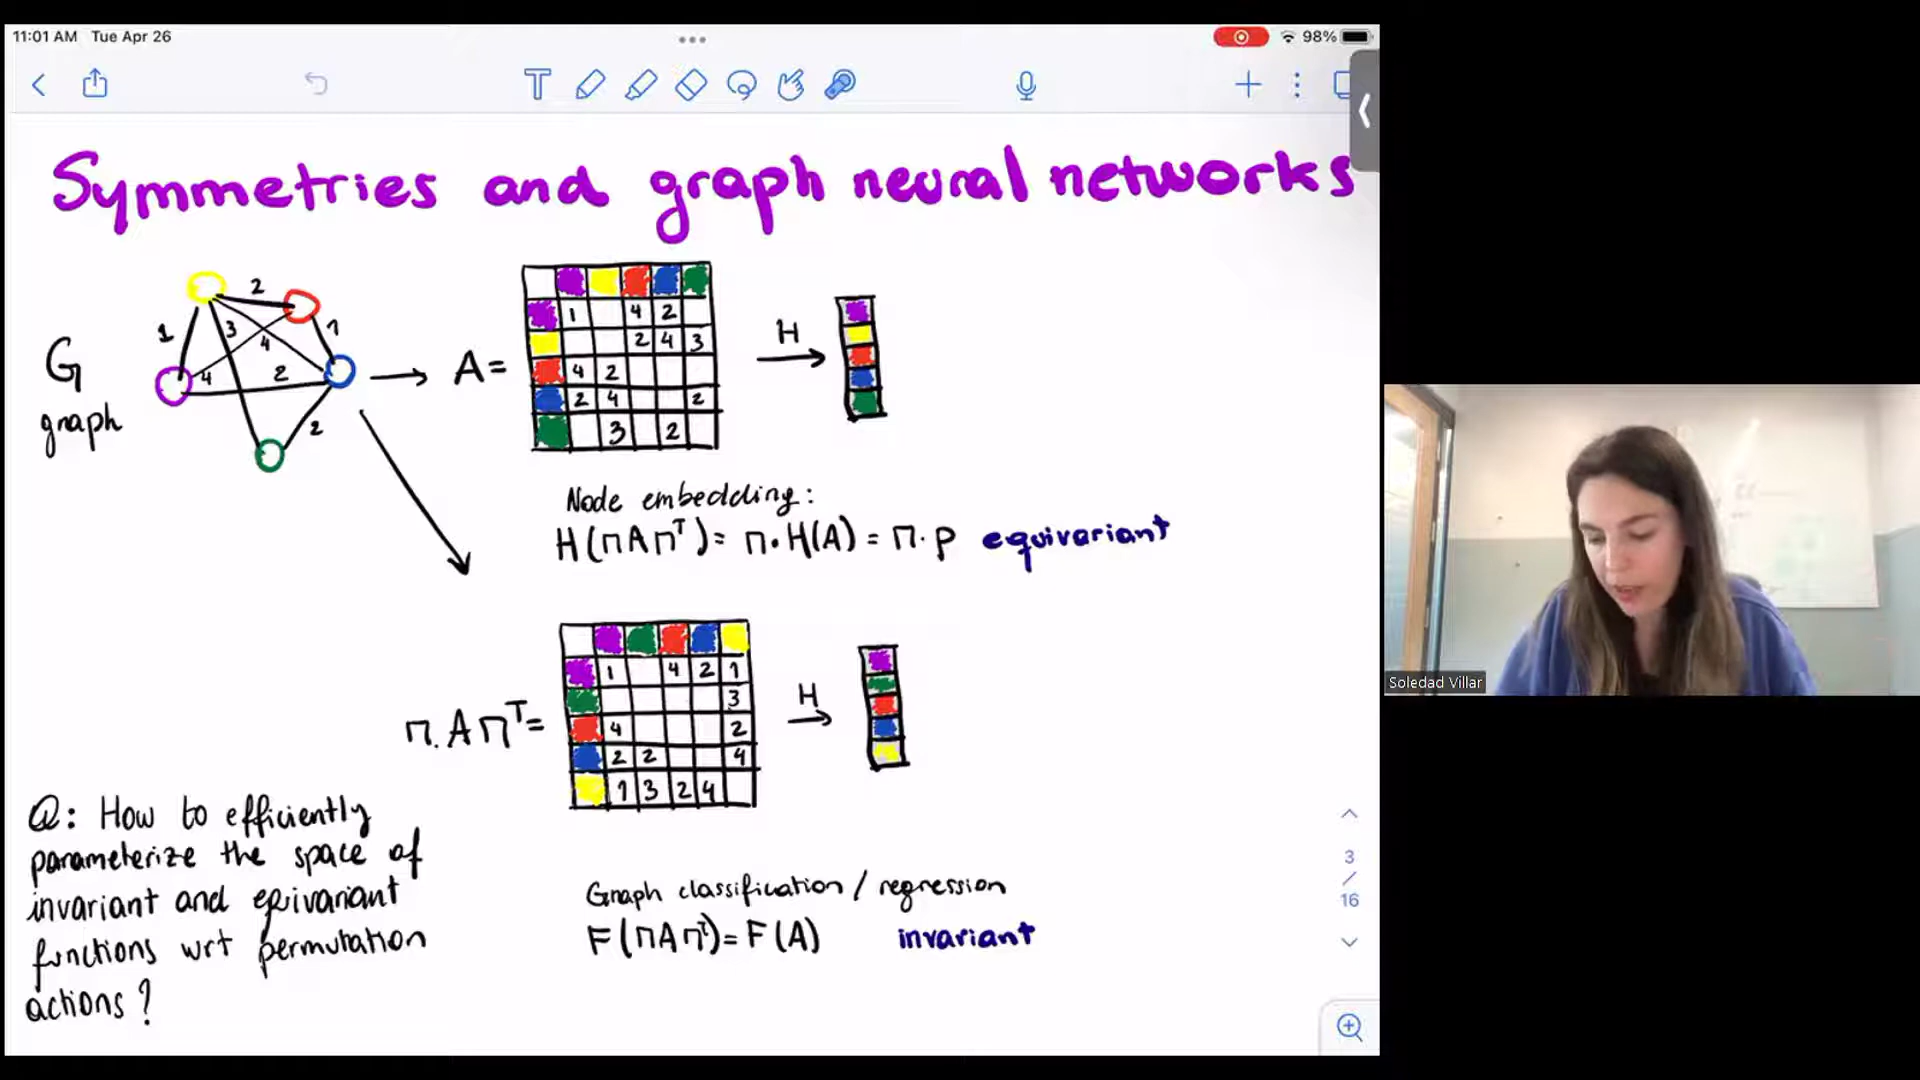 11:01 AM Tue Apr 26
98%
Symmetries and graph neural networks
G
graph
1
2
3
4
1
4
2
2
A=
1 4 2
2 4 3
4 2
2 4 2
3 2
H
Node embedding:
H(ΠAΠᵀ)= Π·H(A) = Π·p equivariant
Π.AΠᵀ=
1 4 2 1
3
4 2
2 2 4
1 3 2 4
H
Q: How to efficiently
parameterize the space of
invariant and equivariant
functions wrt permutation
actions?
Graph classification / regression
F(ΠAΠᵀ)= F(A) invariant
3
/
16
Soledad Villar